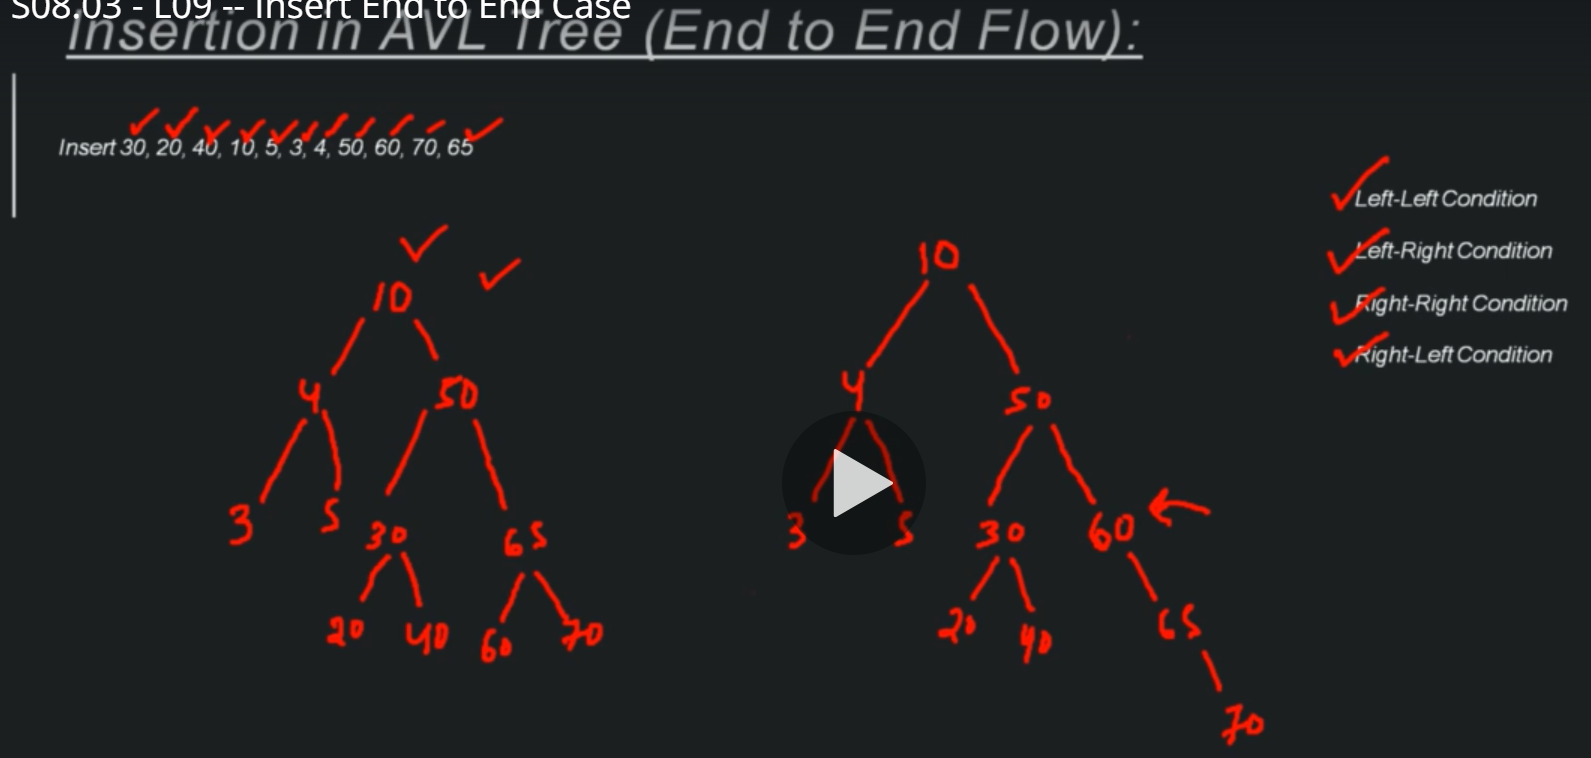 S08.03 - L09 -- Insert End to End Case
Insertion in AVL Tree (End to End Flow):
Insert 30, 20, 40, 10, 5, 3, 4, 50, 60, 70, 65
Left-Left Condition
Left-Right Condition
Right-Right Condition
Right-Left Condition
10
4 50
3 5 30 65
20 40 60 70
10
4 50
3 5 30 60
20 40 65
70